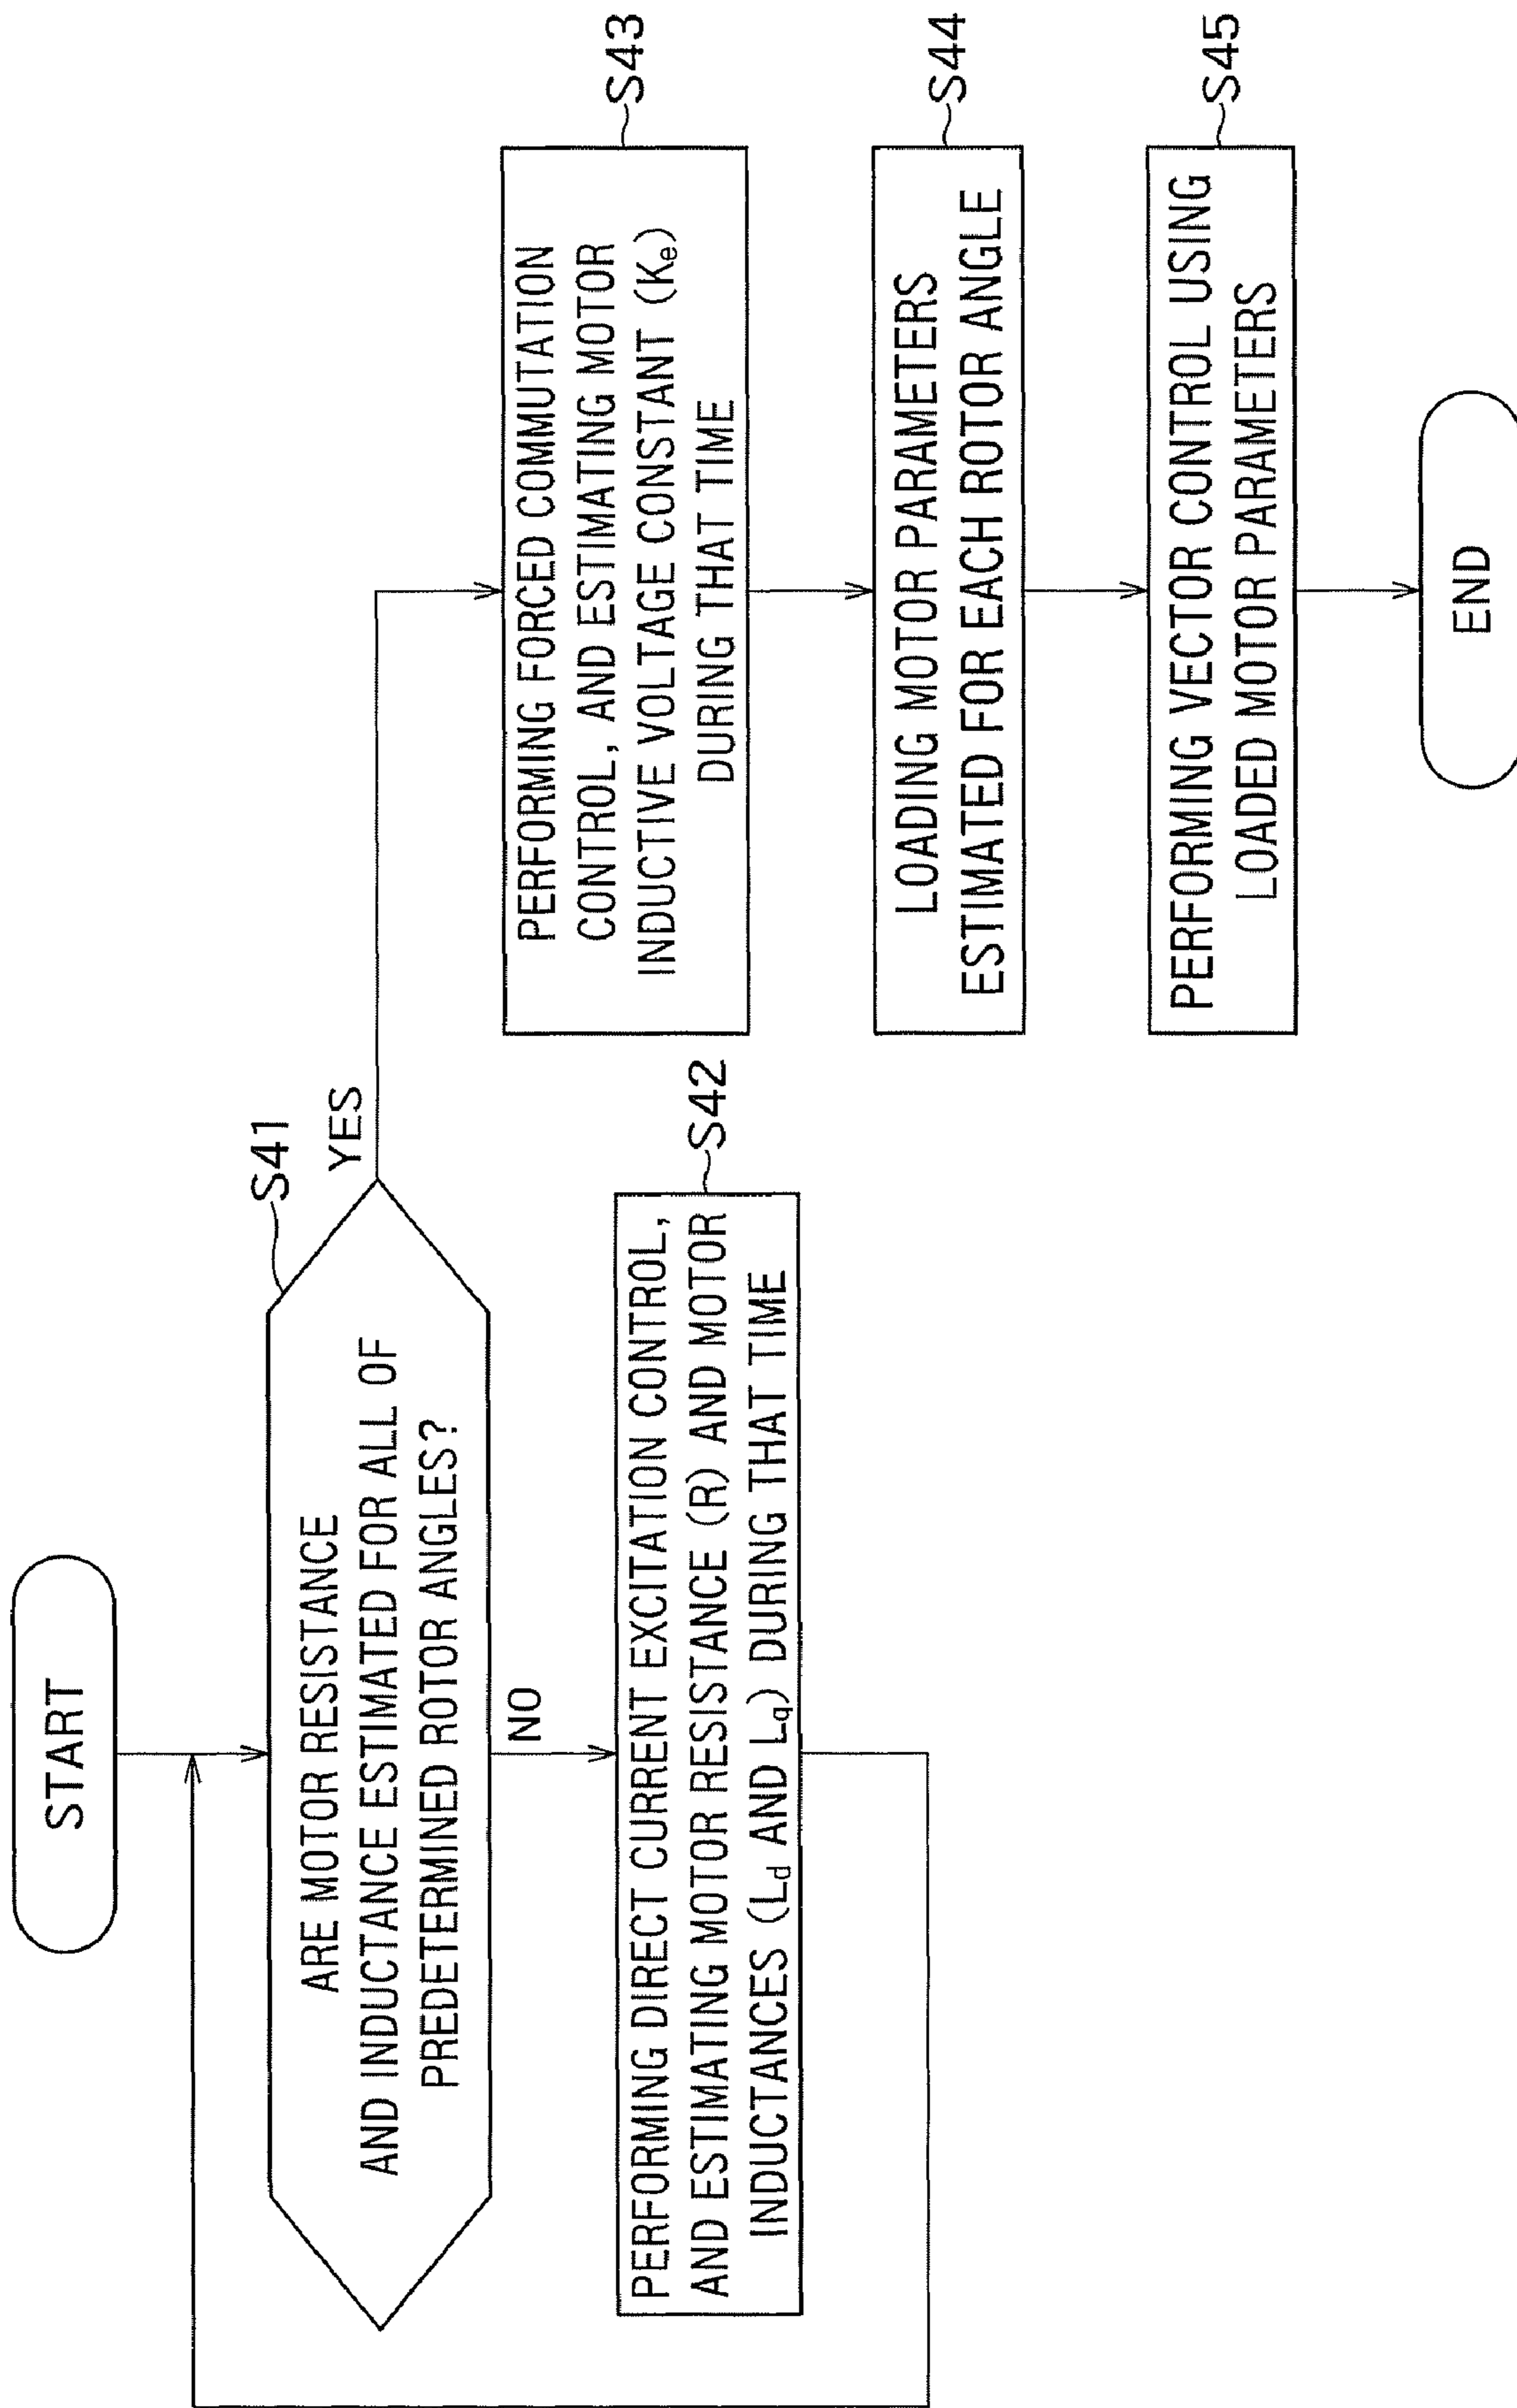 START
S41
ARE MOTOR RESISTANCE
AND INDUCTANCE ESTIMATED FOR ALL OF
PREDETERMINED ROTOR ANGLES?
YES
NO
S42
PERFORMING DIRECT CURRENT EXCITATION CONTROL,
AND ESTIMATING MOTOR RESISTANCE (R) AND MOTOR
INDUCTANCES (Ld AND Lq) DURING THAT TIME
S43
PERFORMING FORCED COMMUTATION
CONTROL, AND ESTIMATING MOTOR
INDUCTIVE VOLTAGE CONSTANT (Ke)
DURING THAT TIME
S44
LOADING MOTOR PARAMETERS
ESTIMATED FOR EACH ROTOR ANGLE
S45
PERFORMING VECTOR CONTROL USING
LOADED MOTOR PARAMETERS
END